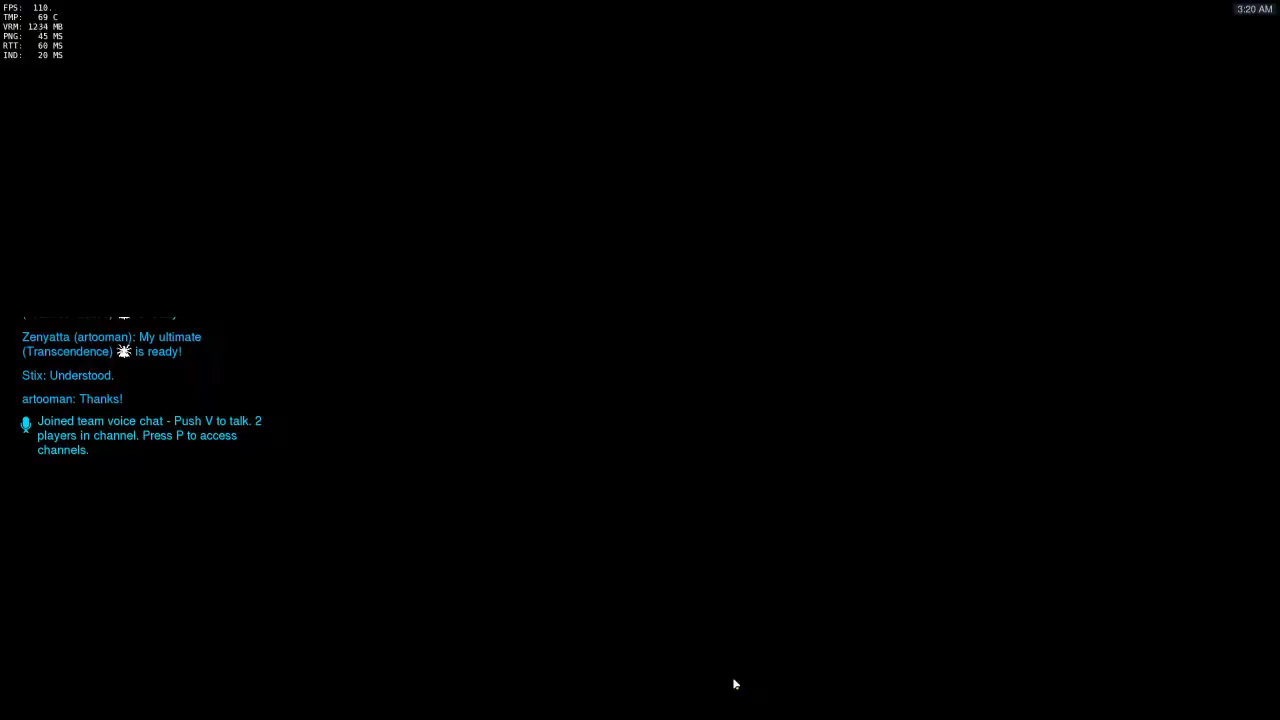 FPS: 110.
TMP: 69 C
VRM: 1234 MB
PNG: 45 MS
RTT: 60 MS
IND: 20 MS
3:20 AM
Zenyatta (artooman): My ultimate
(Transcendence) is ready!
Stix: Understood.
artooman: Thanks!
Joined team voice chat - Push V to talk. 2
players in channel. Press P to access
channels.